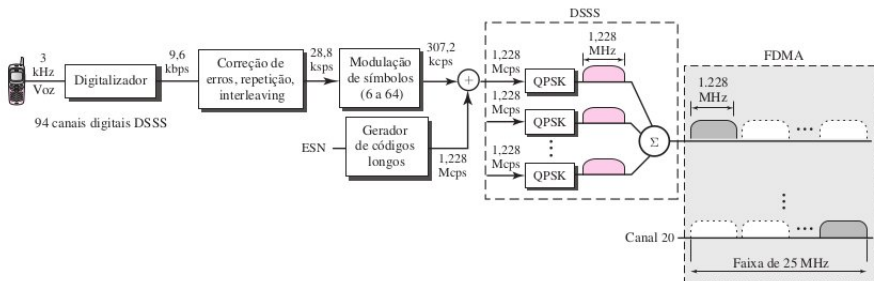 DSSS
3
kHz
Voz
Digitalizador
9,6
kbps
Correção de
erros, repetição,
interleaving
28,8
ksps
Modulação
de símbolos
(6 a 64)
307,2
kcps
+
1,228
Mcps
QPSK
1,228
MHz
1,228
Mcps
QPSK
1,228
Mcps
QPSK
Σ
94 canais digitais DSSS
ESN
Gerador
de códigos
longos
1,228
Mcps
FDMA
1.228
MHz
Canal 20
Faixa de 25 MHz